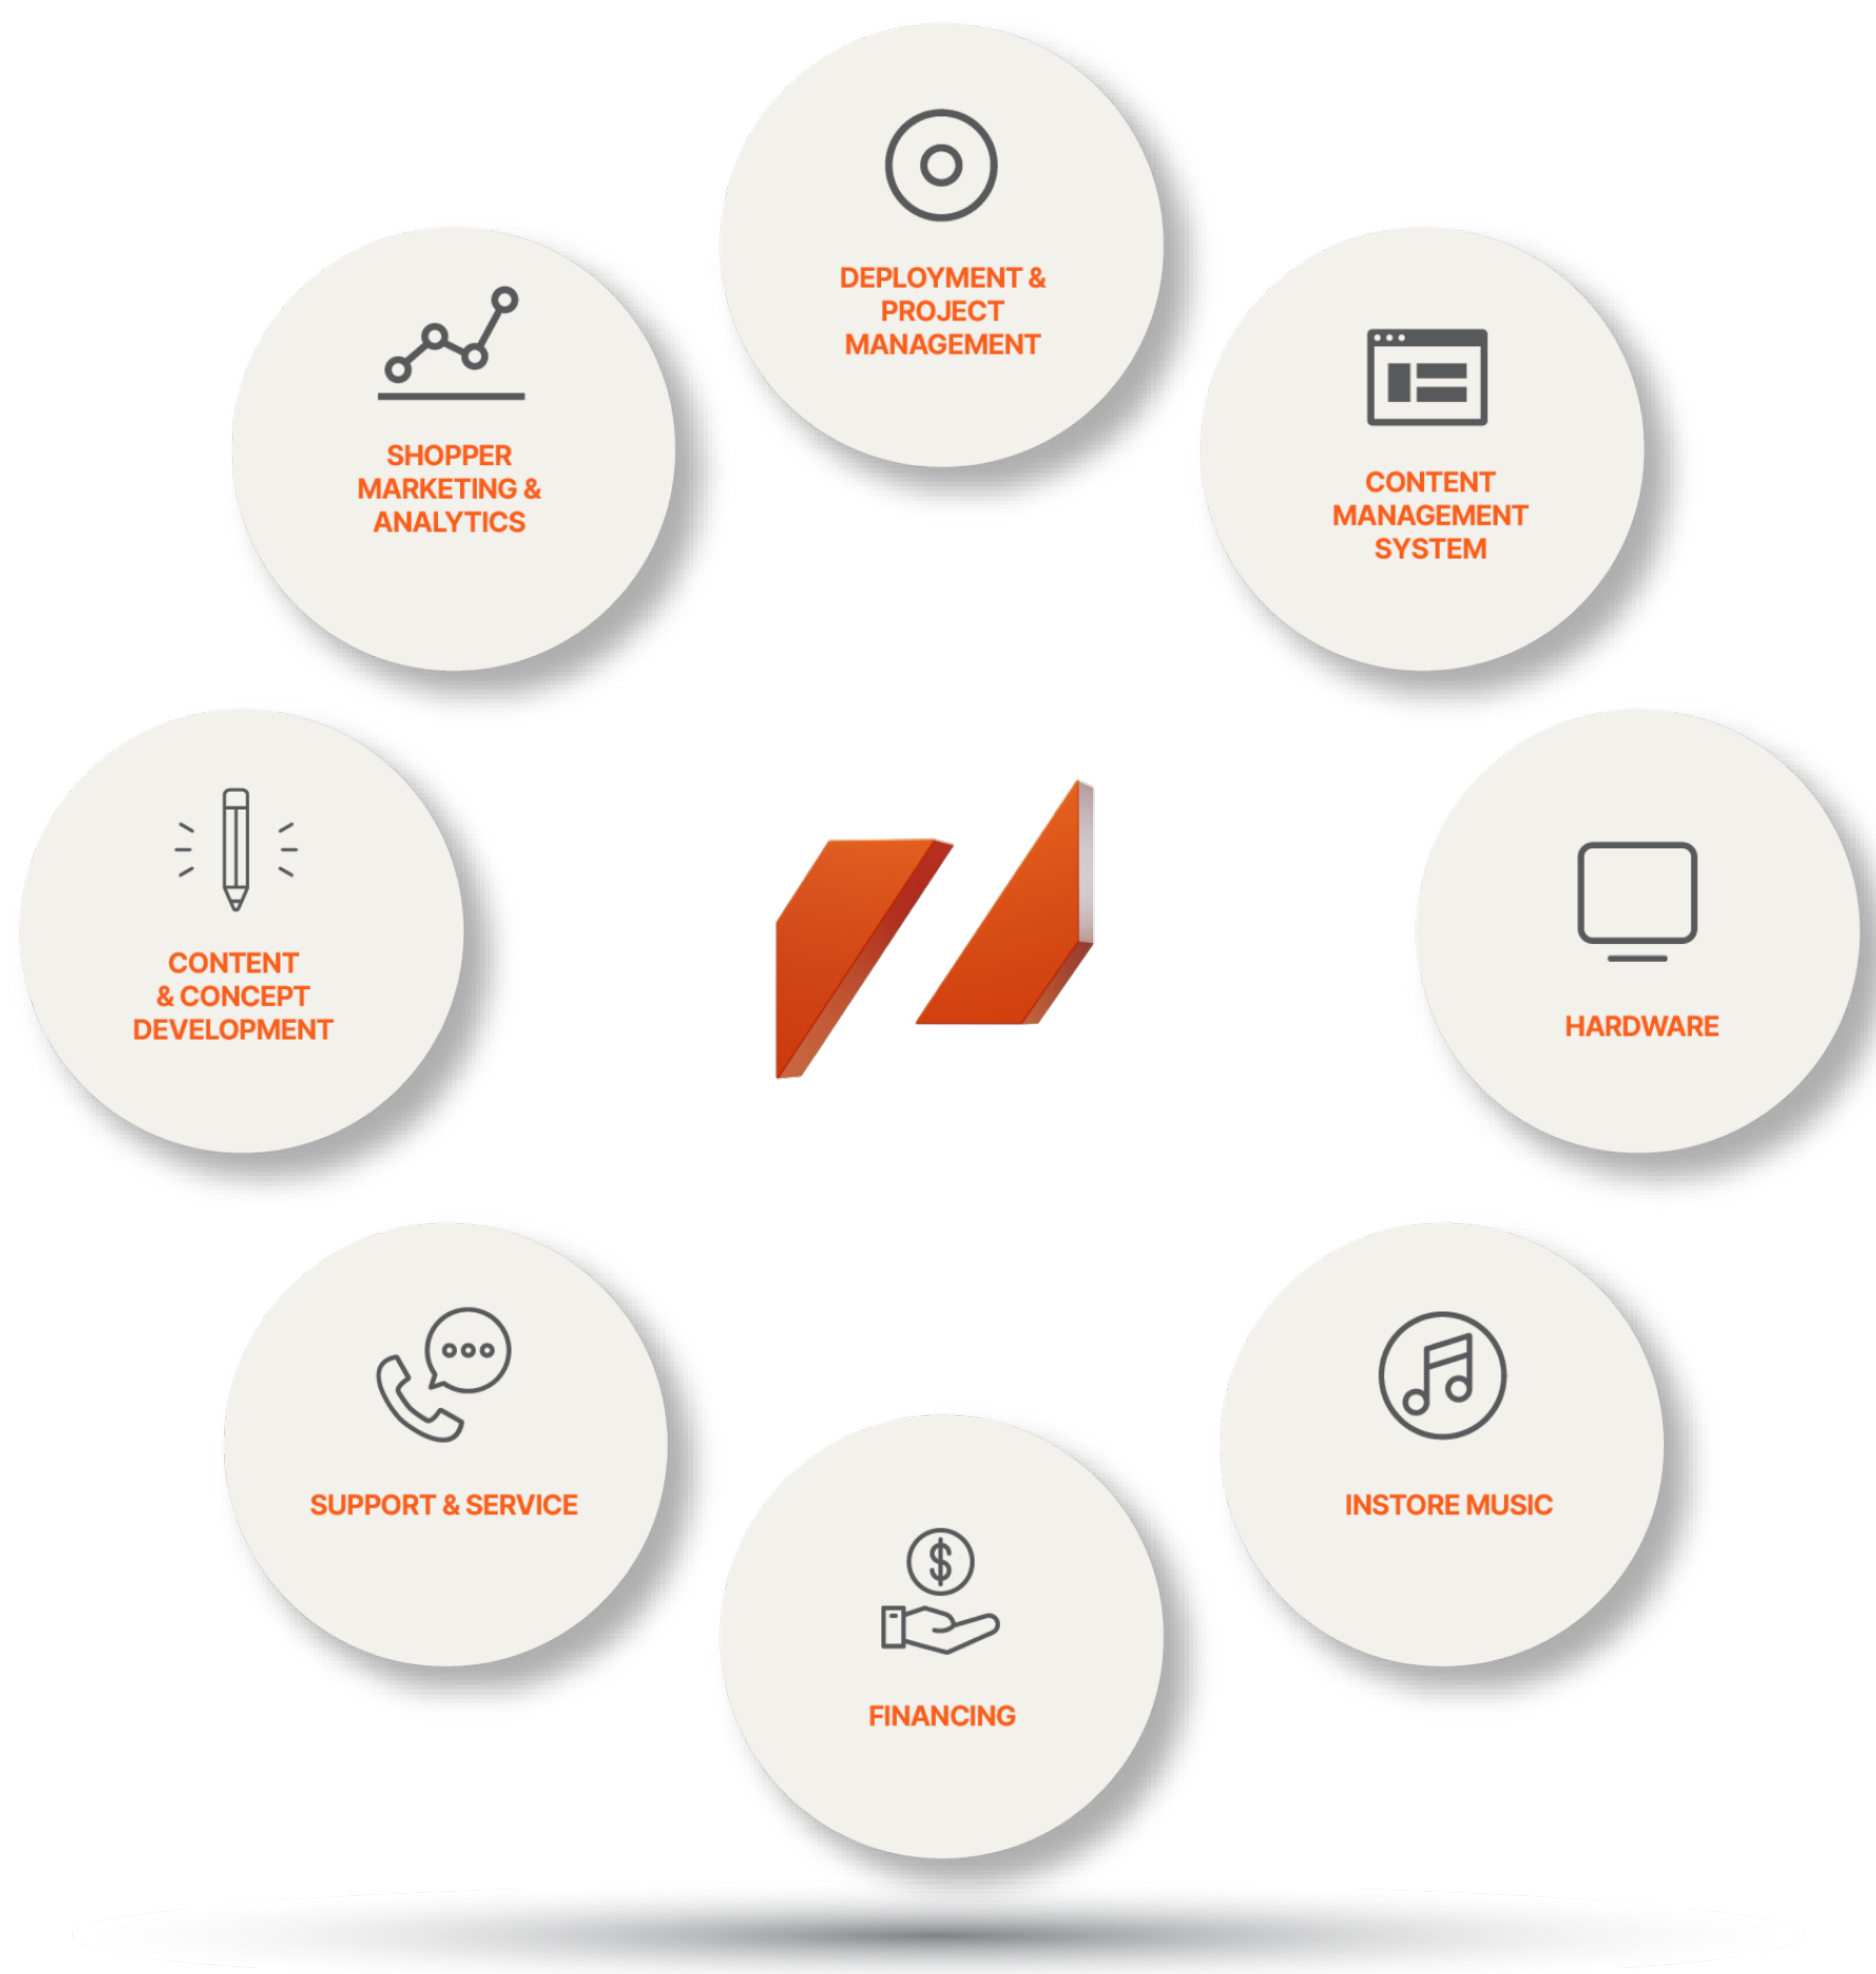 DEPLOYMENT &
PROJECT
MANAGEMENT
SHOPPER
MARKETING &
ANALYTICS
CONTENT
MANAGEMENT
SYSTEM
CONTENT
& CONCEPT
DEVELOPMENT
HARDWARE
SUPPORT & SERVICE
INSTORE MUSIC
$
FINANCING